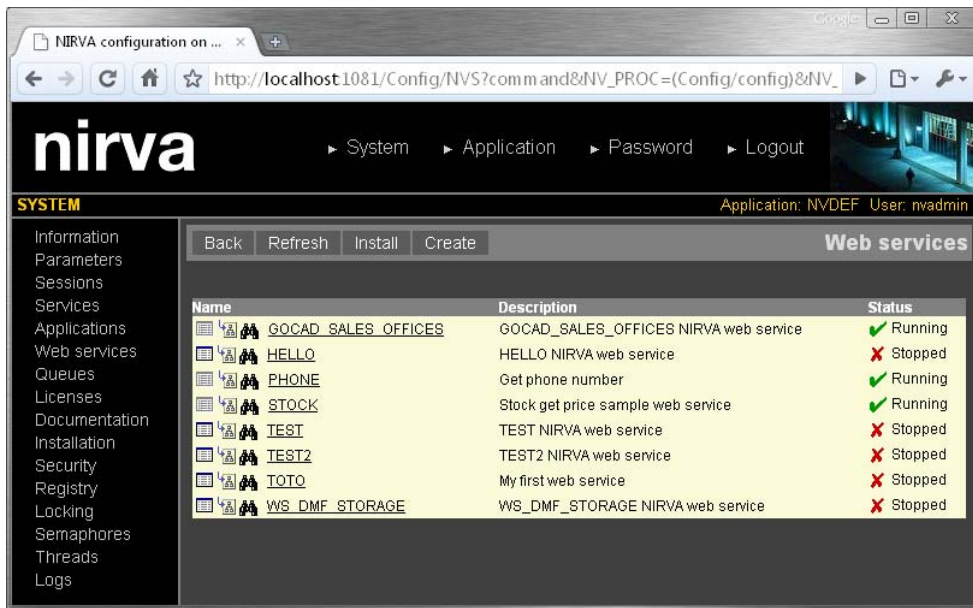 Google
NIRVA configuration on ...
http://localhost:1081/Config/NVS?command&NV_PROC=(Config/config)&NV_
nirva
System Application Password Logout
SYSTEM
Application: NVDEF User: nvadmin
Information
Parameters
Sessions
Services
Applications
Web services
Queues
Licenses
Documentation
Installation
Security
Registry
Locking
Semaphores
Threads
Logs
Back Refresh Install Create Web services
Name Description Status
GOCAD_SALES_OFFICES GOCAD_SALES_OFFICES NIRVA web service Running
HELLO HELLO NIRVA web service Stopped
PHONE Get phone number Running
STOCK Stock get price sample web service Running
TEST TEST NIRVA web service Stopped
TEST2 TEST2 NIRVA web service Stopped
TOTO My first web service Stopped
WS_DMF_STORAGE WS_DMF_STORAGE NIRVA web service Stopped